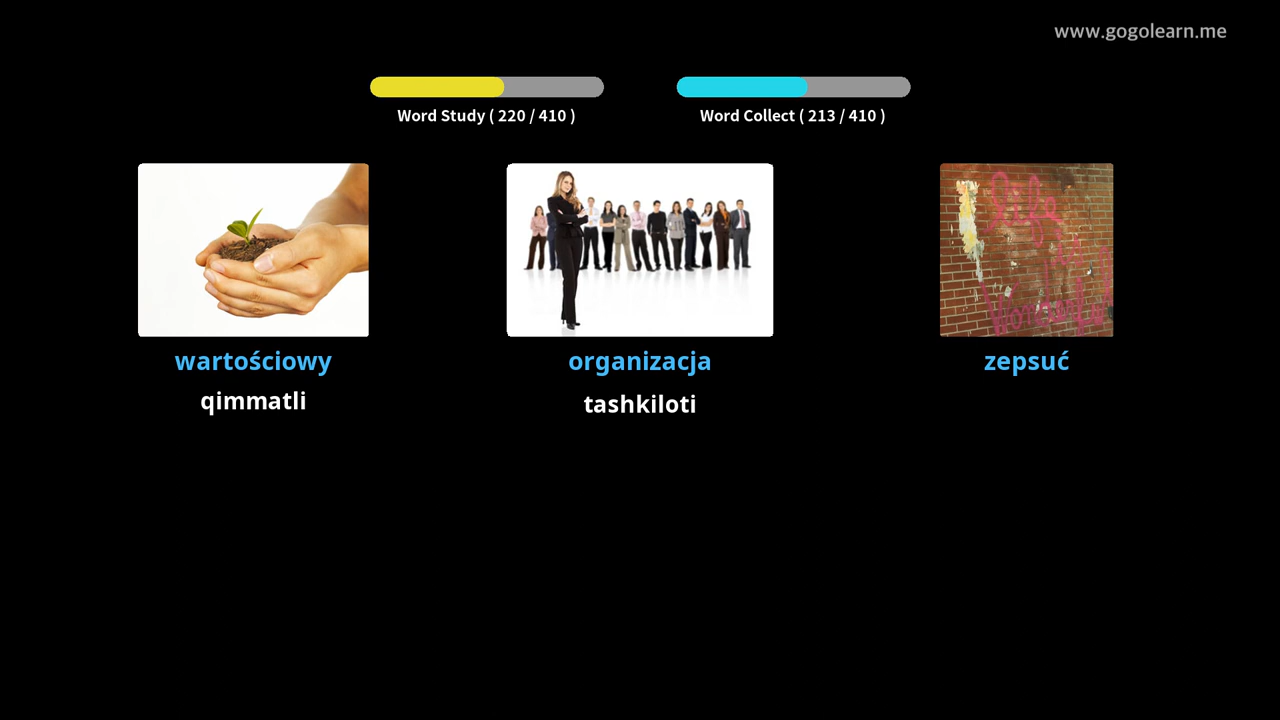 www.gogolearn.me
Word Study ( 220 / 410 )
Word Collect ( 213 / 410 )
wartościowy
organizacja
zepsuć
qimmatli
tashkiloti